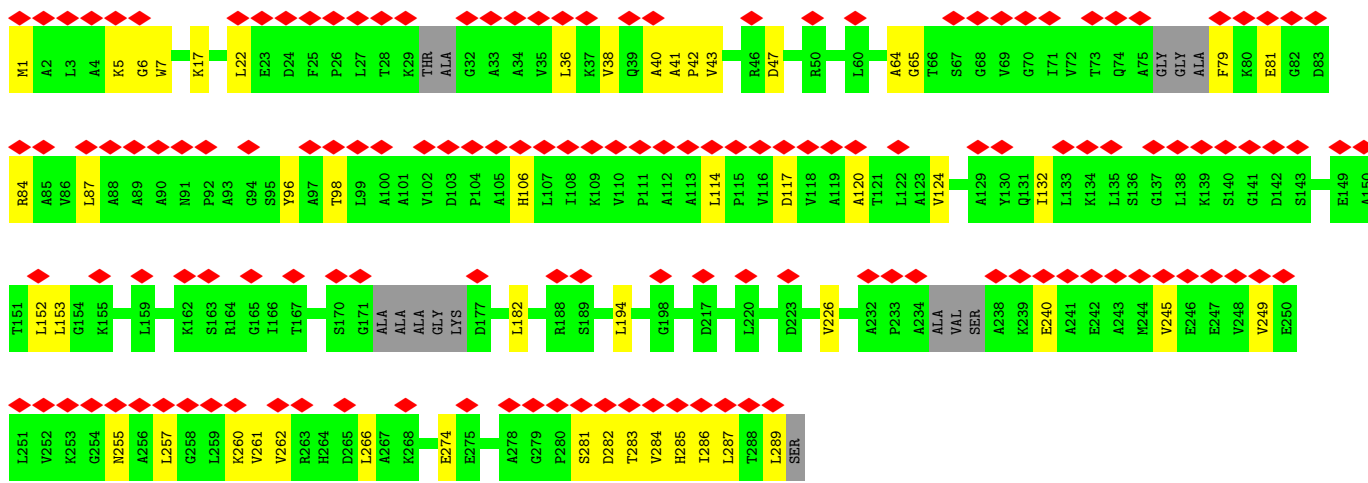 M1 A2 L3 A4 K5 G6 W7 K17 L22 E23 D24 F25 P26 L27 T28 K29 THR ALA G32 A33 A34 V35 L36 K37 V38 Q39 A40 A41 P42 V43 R46 D47 R50 L60 A64 G65 T66 S67 G68 V69 G70 I71 V72 T73 Q74 A75 GLY GLY ALA F79 K80 E81 G82 D83
R84 A85 V86 L87 A88 A89 A90 N91 P92 A93 G94 S95 Y96 A97 T98 L99 A100 A101 V102 D103 P104 A105 H106 L107 I108 K109 V110 P111 A112 A113 L114 P115 V116 D117 V118 A119 A120 T121 L122 A123 V124 A129 Y130 Q131 I132 L133 K134 L135 S136 G137 L138 K139 S140 G141 D142 S143 E149 A150
T151 L152 L153 G154 K155 L159 K162 S163 R164 G165 I166 T167 S170 G171 ALA ALA ALA GLY LYS D177 L182 R188 S189 L194 G198 D217 L220 D223 V226 A232 P233 A234 ALA VAL SER A238 K239 E240 A241 E242 A243 M244 V245 E246 E247 V248 V249 E250
L251 V252 K253 G254 N255 A256 L257 G258 L259 K260 V261 V262 R263 H264 D265 L266 A267 K268 E274 E275 A278 G279 P280 S281 D282 T283 V284 H285 I286 L287 T288 L289 SER